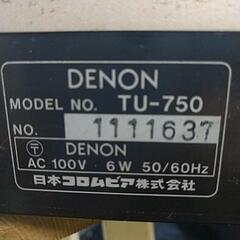 DENON
MODEL NO. TU-750
NO. 1111637
〒 DENON
AC 100V 6W 50/60Hz
日本コロムビア株式会社